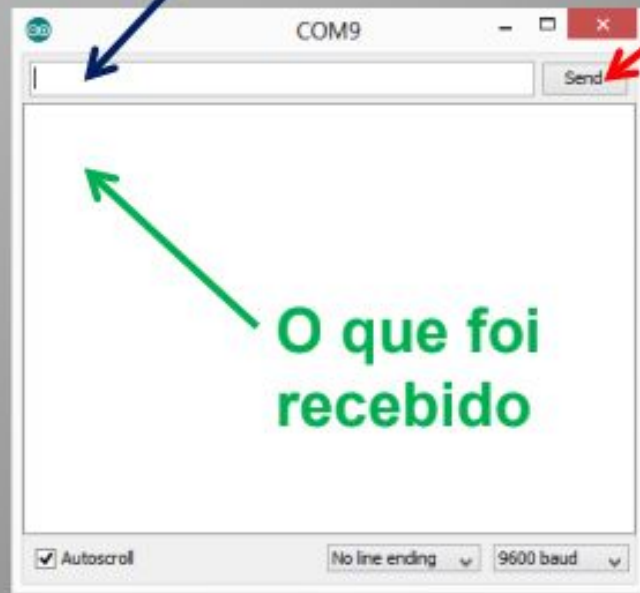 COM9
Send
O que foi
recebido
Autoscroll
No line ending
9600 baud